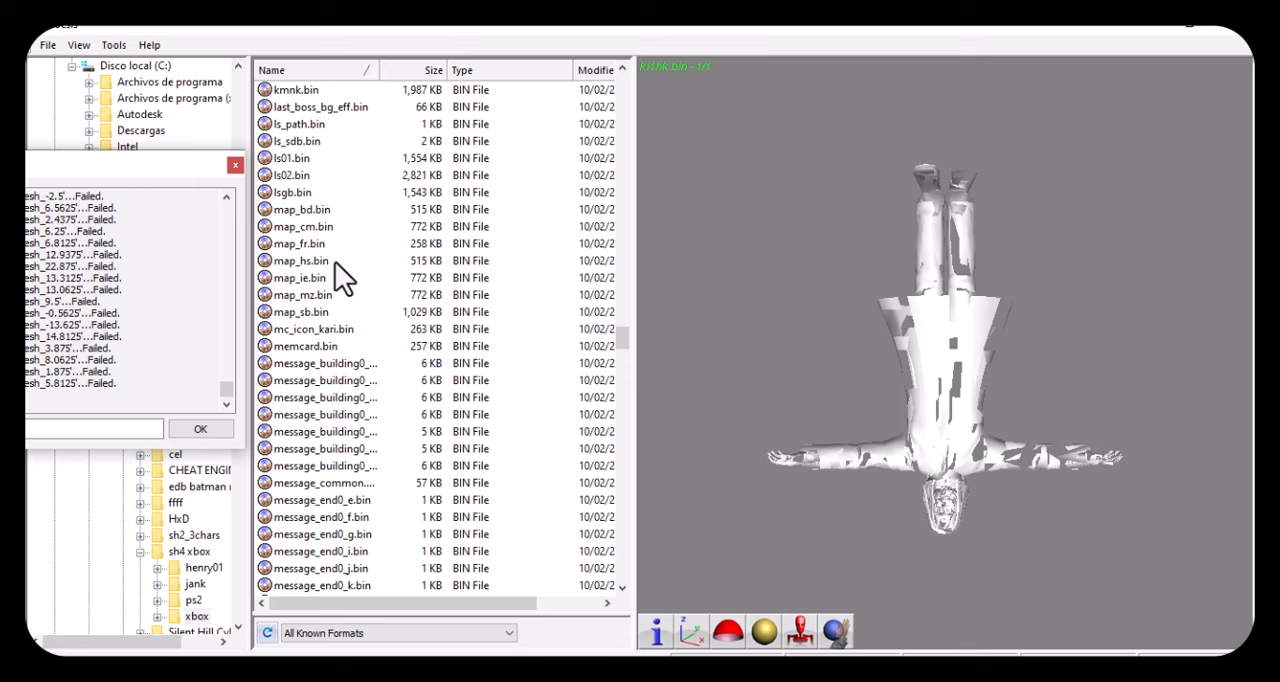 File View Tools Help
Disco local (C:)
Archivos de programa
Archivos de programa (
Autodesk
Descargas
Intel
x
esh_-2.5'...Failed.
esh_6.5625'...Failed.
esh_2.4375'...Failed.
esh_6.25'...Failed.
esh_6.8125'...Failed.
esh_12.9375'...Failed.
esh_22.875'...Failed.
esh_13.3125'...Failed.
esh_13.0625'...Failed.
esh_9.5'...Failed.
esh_-0.5625'...Failed.
esh_-13.625'...Failed.
esh_14.8125'...Failed.
esh_3.875'...Failed.
esh_8.0625'...Failed.
esh_1.875'...Failed.
esh_5.8125'...Failed.
OK
cel
CHEAT ENGI
edb batman
ffff
HxD
sh2_3chars
sh4 xbox
henry01
jank
ps2
xbox
Silent Hill
Name Size Type Modifie
kmnk.bin 1,987 KB BIN File 10/02/2
last_boss_bg_eff.bin 66 KB BIN File 10/02/2
ls_path.bin 1 KB BIN File 10/02/2
ls_sdb.bin 2 KB BIN File 10/02/2
ls01.bin 1,554 KB BIN File 10/02/2
ls02.bin 2,821 KB BIN File 10/02/2
lsgb.bin 1,543 KB BIN File 10/02/2
map_bd.bin 515 KB BIN File 10/02/2
map_cm.bin 772 KB BIN File 10/02/2
map_fr.bin 258 KB BIN File 10/02/2
map_hs.bin 515 KB BIN File 10/02/2
map_ie.bin 772 KB BIN File 10/02/2
map_mz.bin 772 KB BIN File 10/02/2
map_sb.bin 1,029 KB BIN File 10/02/2
mc_icon_kari.bin 263 KB BIN File 10/02/2
memcard.bin 257 KB BIN File 10/02/2
message_building0_... 6 KB BIN File 10/02/2
message_building0_... 6 KB BIN File 10/02/2
message_building0_... 6 KB BIN File 10/02/2
message_building0_... 6 KB BIN File 10/02/2
message_building0_... 5 KB BIN File 10/02/2
message_building0_... 5 KB BIN File 10/02/2
message_building0_... 6 KB BIN File 10/02/2
message_common.... 57 KB BIN File 10/02/2
message_end0_e.bin 1 KB BIN File 10/02/2
message_end0_f.bin 1 KB BIN File 10/02/2
message_end0_g.bin 1 KB BIN File 10/02/2
message_end0_i.bin 1 KB BIN File 10/02/2
message_end0_j.bin 1 KB BIN File 10/02/2
message_end0_k.bin 1 KB BIN File 10/02/2
All Known Formats